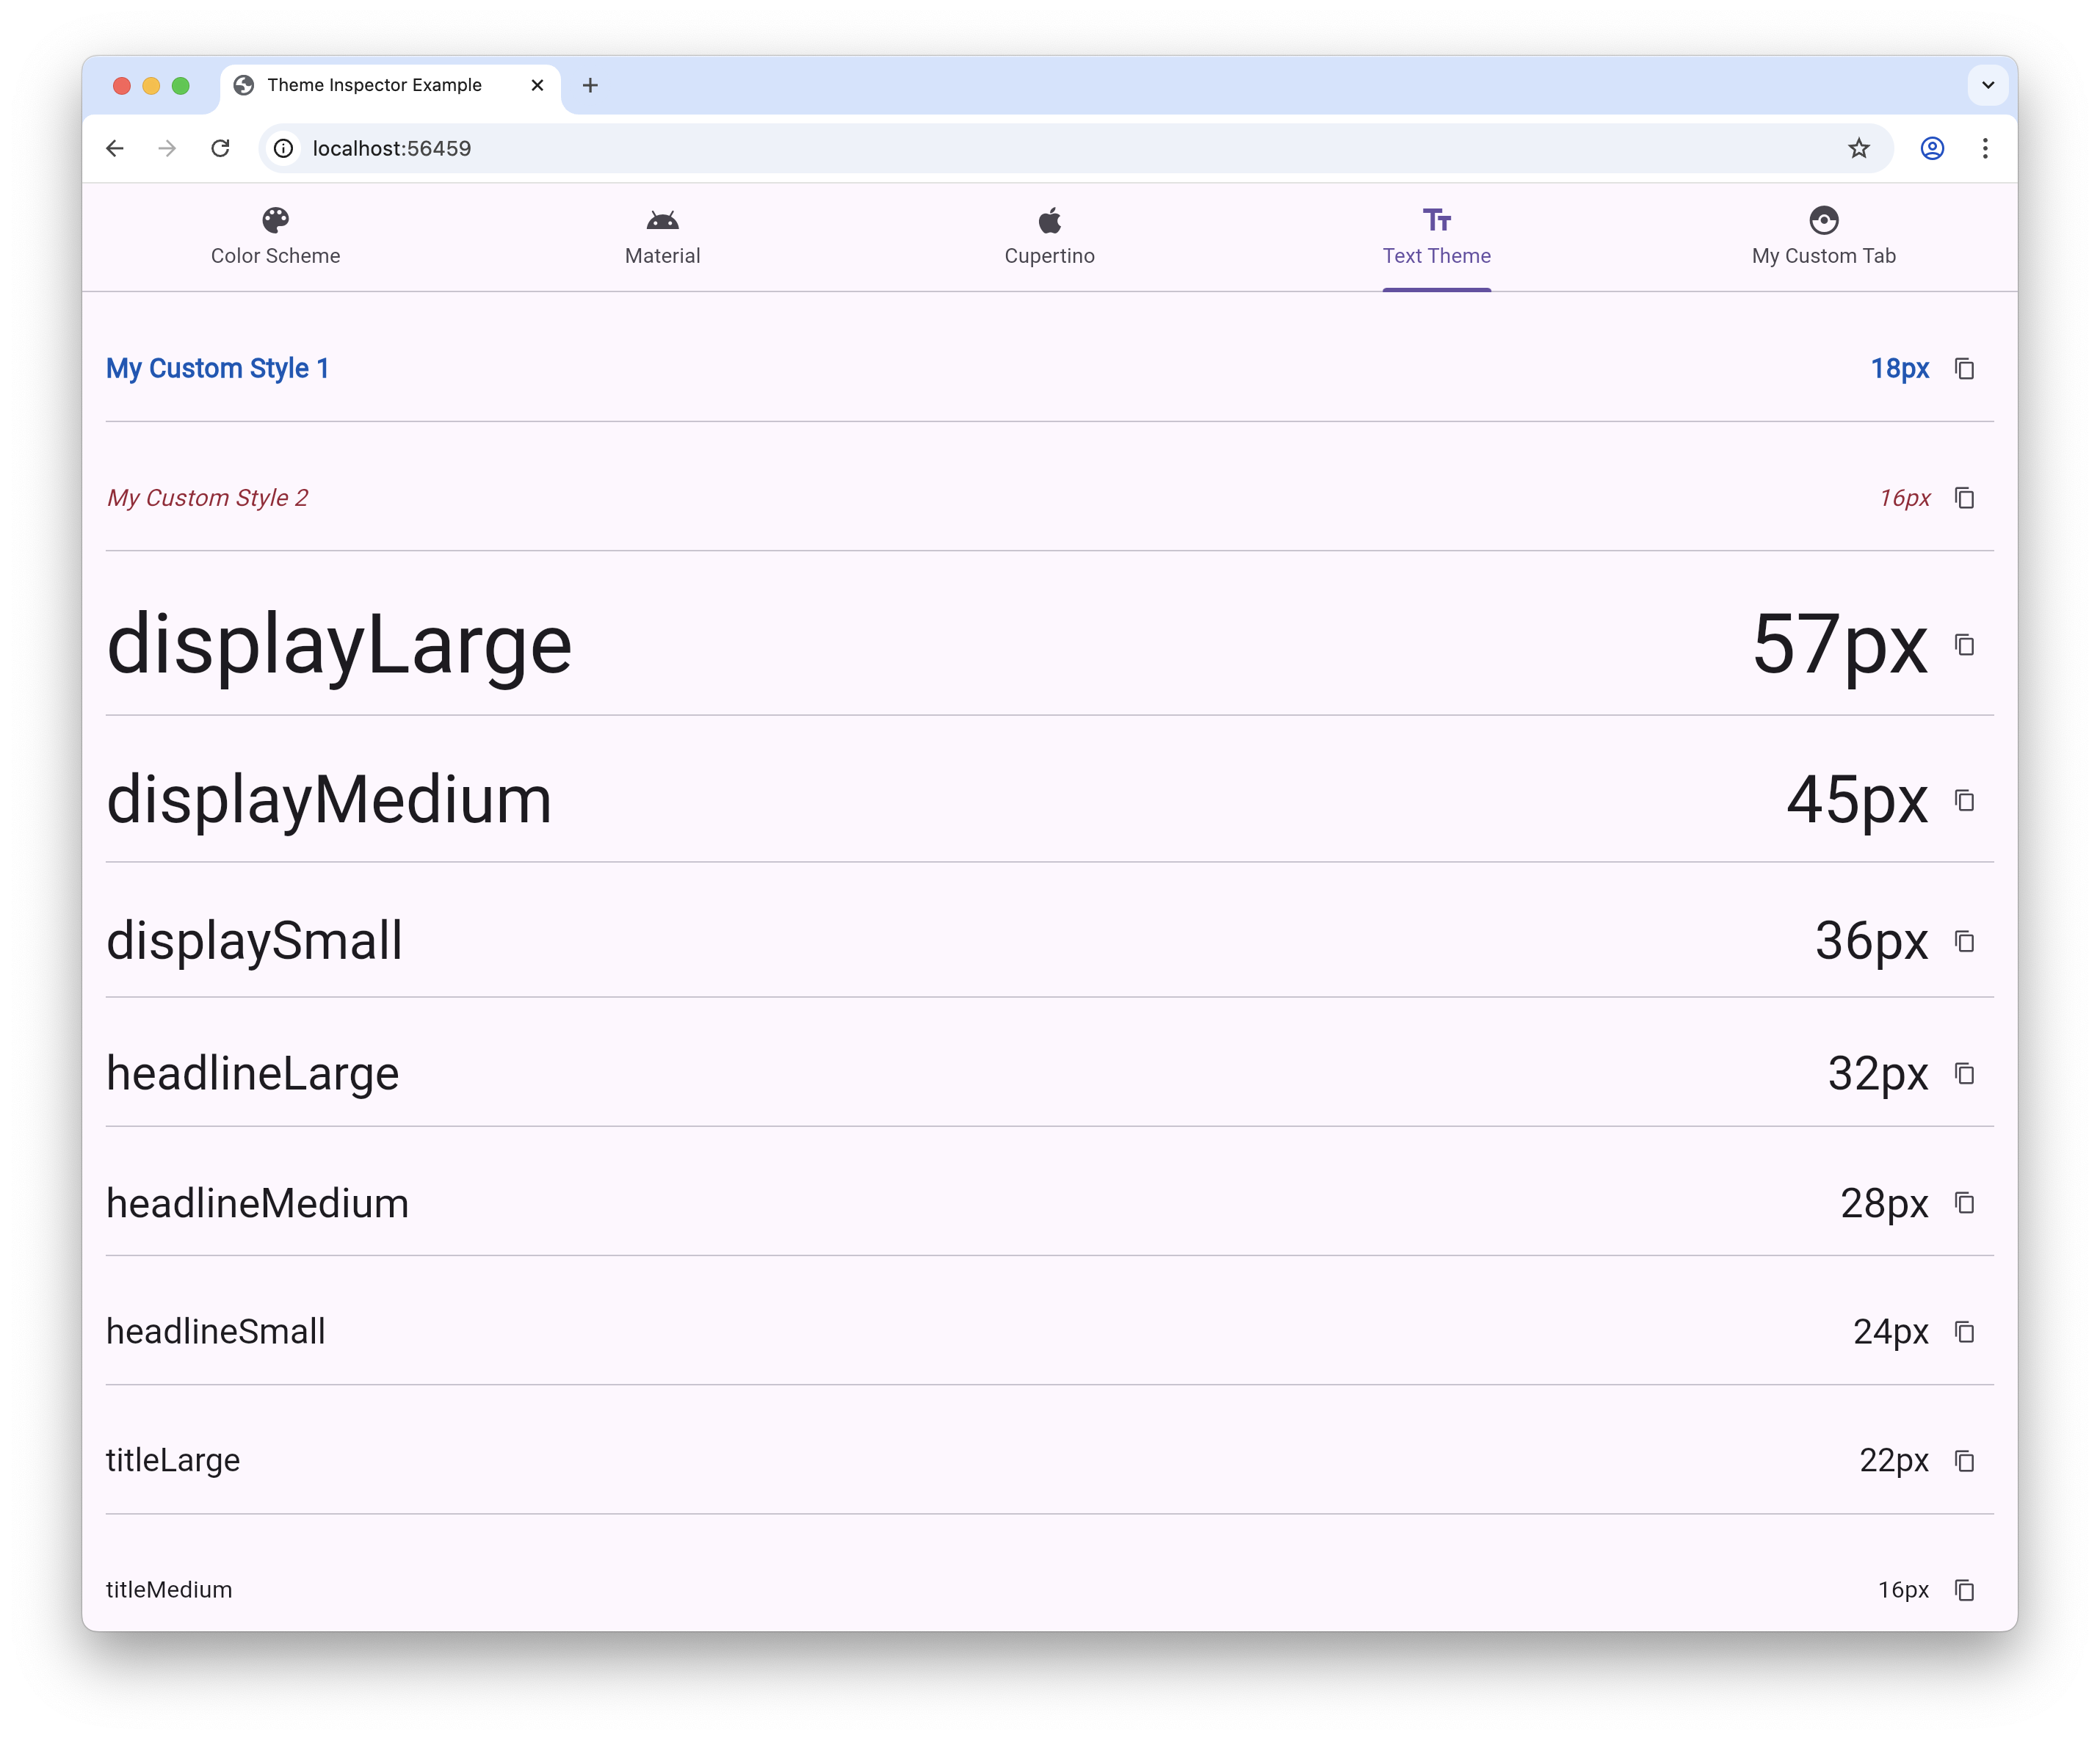 Theme Inspector Example
localhost:56459
Color Scheme
Material
Cupertino
Text Theme
My Custom Tab
My Custom Style 1 18px
My Custom Style 2 16px
displayLarge 57px
displayMedium 45px
displaySmall 36px
headlineLarge 32px
headlineMedium 28px
headlineSmall 24px
titleLarge 22px
titleMedium 16px